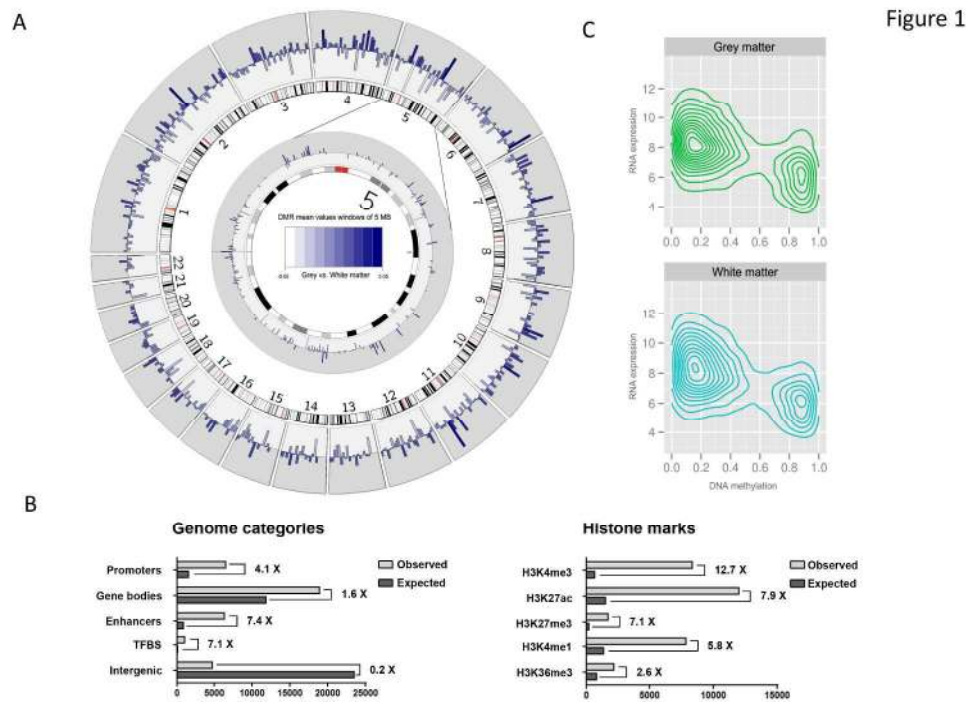 Figure 1
A
1
2
3
4
5
6
7
8
9
10
11
12
13
14
15
16
17
18
19
20
21
22
5
DMR mean values windows of 5 MB
Grey vs. White matter
C
Grey matter
RNA expression
12
10
8
6
4
0.0 0.2 0.4 0.6 0.8 1.0
White matter
RNA expression
12
10
8
6
4
0.0 0.2 0.4 0.6 0.8 1.0
DNA methylation
B
Genome categories
Observed
Expected
Promoters 4.1 X
Gene bodies 1.6 X
Enhancers 7.4 X
TFBS 7.1 X
Intergenic 0.2 X
0 5000 10000 15000 20000 25000
Histone marks
Observed
Expected
H3K4me3 12.7 X
H3K27ac 7.9 X
H3K27me3 7.1 X
H3K4me1 5.8 X
H3K36me3 2.6 X
0 5000 10000 15000